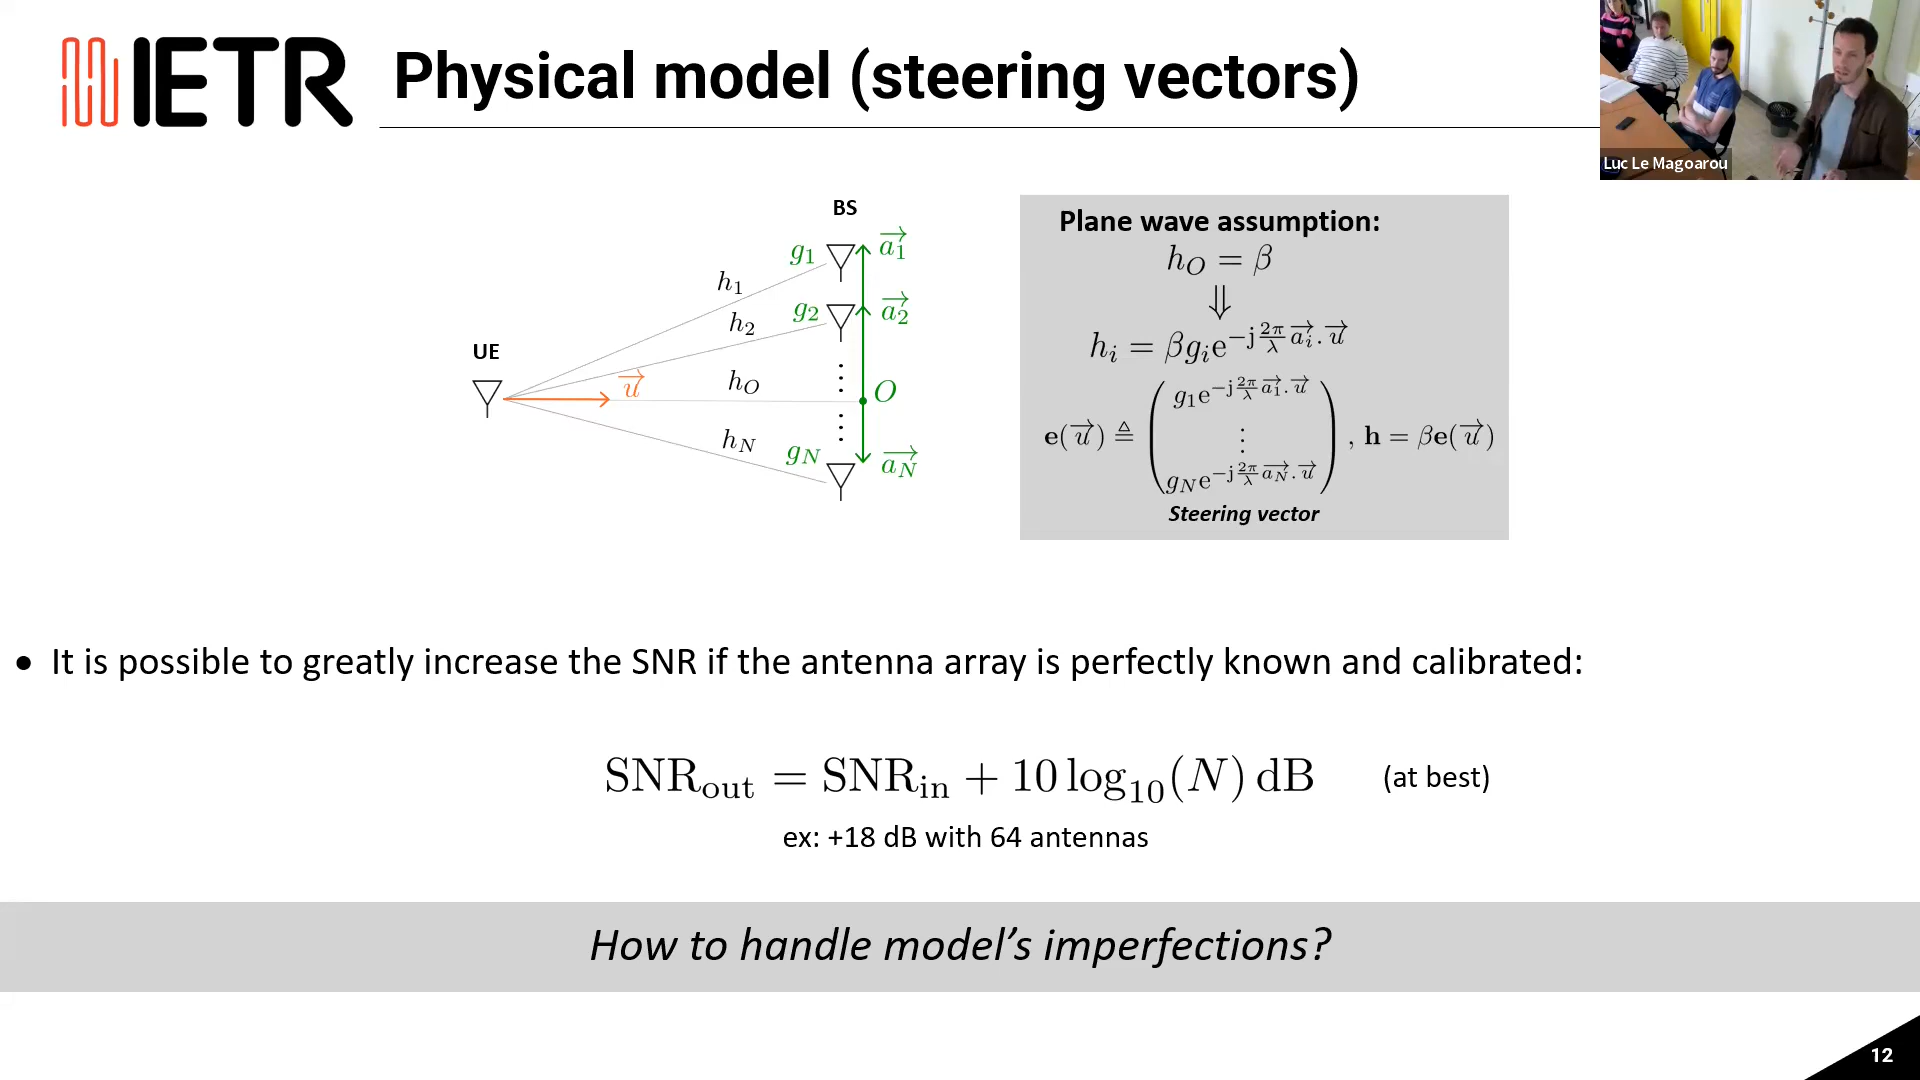 IETR
Physical model (steering vectors)
Luc Le Magoarou
BS
UE
g₁
g₂
g_N
h₁
h₂
h_O
h_N
u⃗
a₁⃗
a₂⃗
O
a_N⃗
Plane wave assumption:
h_O = β
⇓
h_i = βg_i e^{−j (2π/λ) a_i⃗ . u⃗}
e(u⃗) ≜ ( g₁e^{−j (2π/λ) a₁⃗ . u⃗} ⋮ g_N e^{−j (2π/λ) a_N⃗ . u⃗} ) , h = βe(u⃗)
Steering vector
• It is possible to greatly increase the SNR if the antenna array is perfectly known and calibrated:
SNR_out = SNR_in + 10 log₁₀(N) dB (at best)
ex: +18 dB with 64 antennas
How to handle model’s imperfections?
12